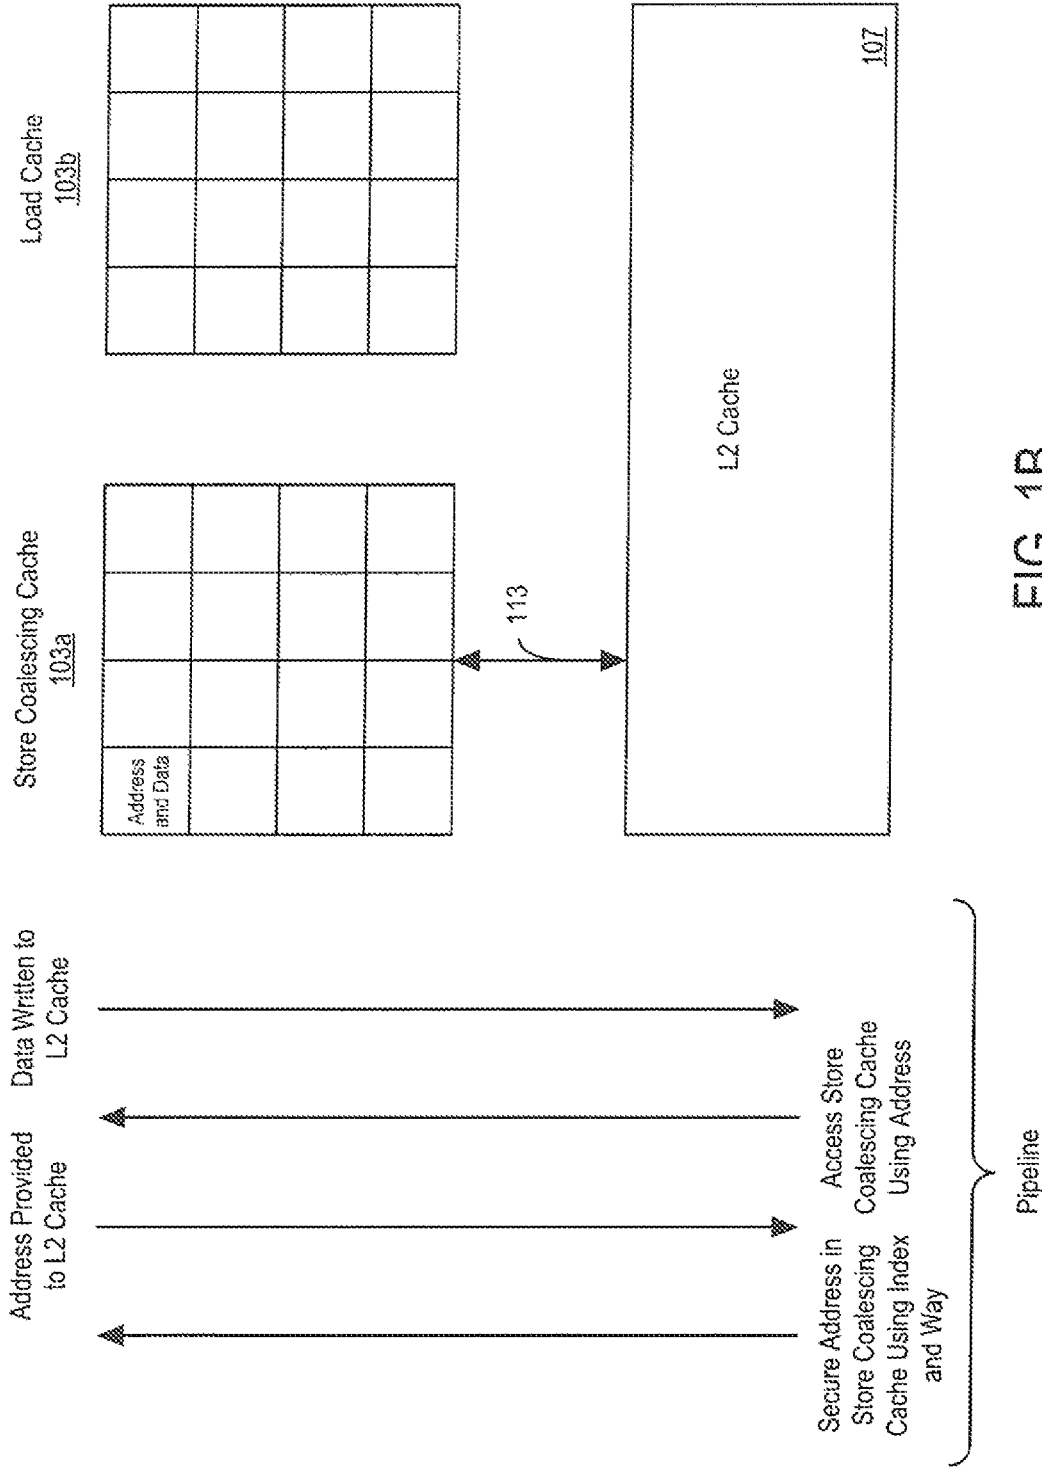 Address Provided
to L2 Cache
Data Written to
L2 Cache
Store Coalescing Cache
103a
Load Cache
103b
Address
and Data
113
L2 Cache
107
Secure Address in
Store Coalescing
Cache Using Index
and Way
Access Store
Coalescing Cache
Using Address
Pipeline
FIG. 1B